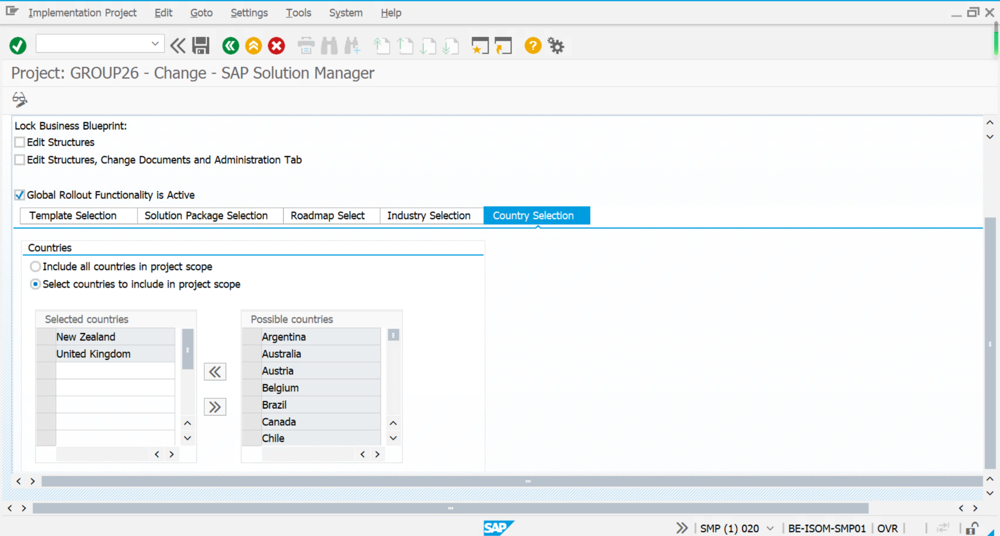 Implementation Project Edit Goto Settings Tools System Help
Project: GROUP26 - Change - SAP Solution Manager
Lock Business Blueprint:
Edit Structures
Edit Structures, Change Documents and Administration Tab
Global Rollout Functionality is Active
Template Selection Solution Package Selection Roadmap Select Industry Selection Country Selection
Countries
Include all countries in project scope
Select countries to include in project scope
Selected countries
New Zealand
United Kingdom
Possible countries
Argentina
Australia
Austria
Belgium
Brazil
Canada
Chile
SAP SMP (1) 020 BE-ISOM-SMP01 OVR